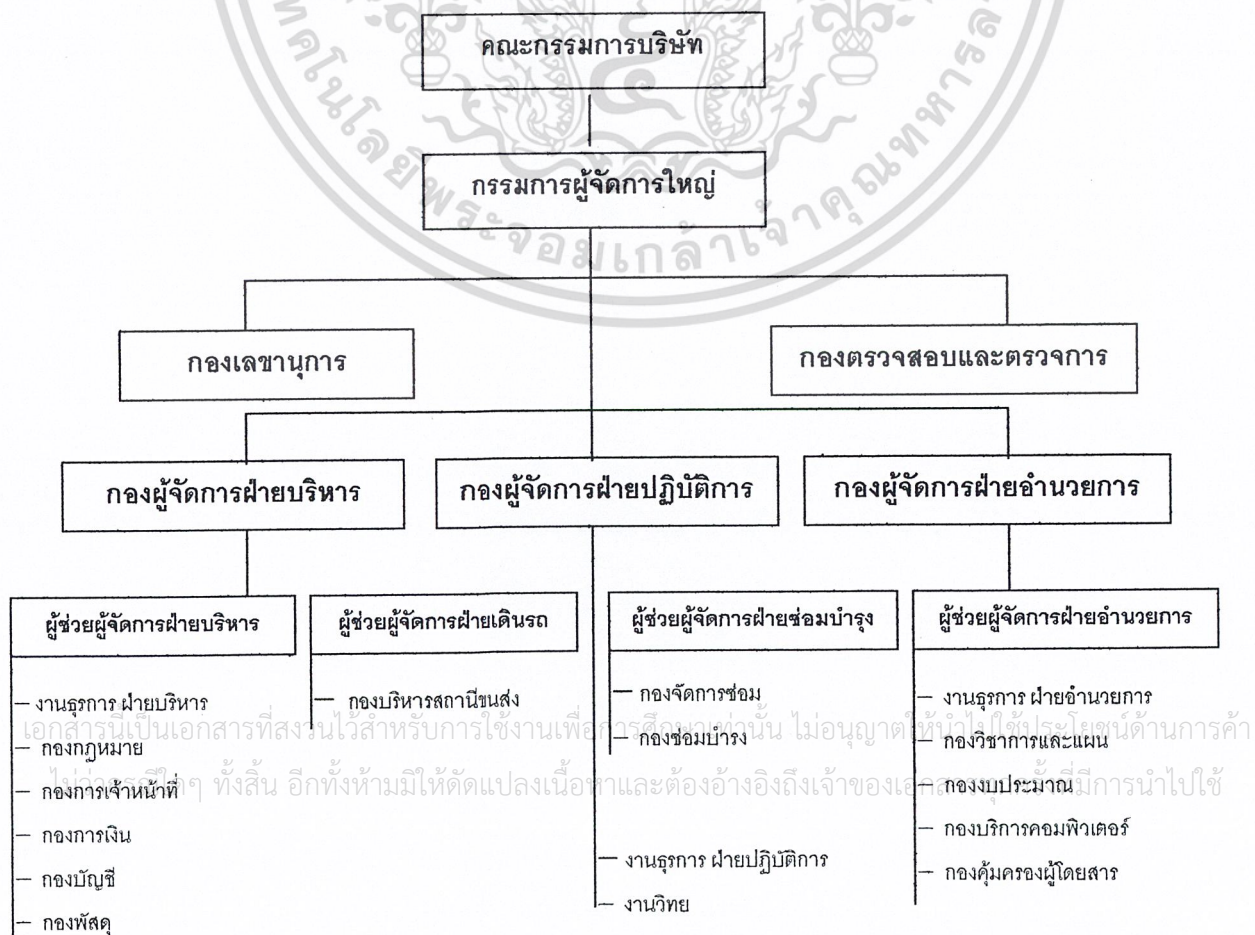 คณะกรรมการบริษัท
กรรมการผู้จัดการใหญ่
กองเลขานุการ
กองตรวจสอบและตรวจการ
กองผู้จัดการฝ่ายบริหาร
กองผู้จัดการฝ่ายปฏิบัติการ
กองผู้จัดการฝ่ายอำนวยการ
ผู้ช่วยผู้จัดการฝ่ายบริหาร
– งานธุรการ ฝ่ายบริหาร
– กองกฎหมาย
– กองการเจ้าหน้าที่
– กองการเงิน
– กองบัญชี
– กองพัสดุ
ผู้ช่วยผู้จัดการฝ่ายเดินรถ
– กองบริหารสถานีขนส่ง
ผู้ช่วยผู้จัดการฝ่ายซ่อมบำรุง
– กองจัดการซ่อม
– กองซ่อมบำรง
– งานธุรการ ฝ่ายปฏิบัติการ
– งานวิทย
ผู้ช่วยผู้จัดการฝ่ายอำนวยการ
– งานธุรการ ฝ่ายอำนวยการ
– กองวิชาการและแผน
– กองงบประมาณ
– กองบริการคอมพิวเตอร์
– กองคุ้มครองผู้โดยสาร
เอกสารนี้เป็นเอกสารที่สงวนไว้สำหรับการใช้งานเพื่อการศึกษาเท่านั้น ไม่อนุญาตให้นำไปใช้ประโยชน์ด้านการค้า
ไม่ว่ากรณีใดๆ ทั้งสิ้น อีกทั้งห้ามมิให้ดัดแปลงเนื้อหาและต้องอ้างอิงถึงเจ้าของเอกสารทุกครั้งที่มีการนำไปใช้
พระจอมเกล้าเจ้าคุณทหาร